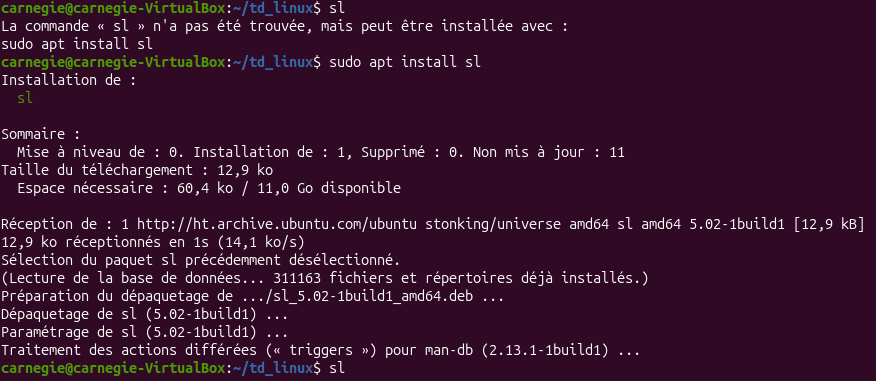 carnegie@carnegie-VirtualBox:~/td_linux$ sl
La commande « sl » n'a pas été trouvée, mais peut être installée avec :
sudo apt install sl
carnegie@carnegie-VirtualBox:~/td_linux$ sudo apt install sl
Installation de :
  sl

Sommaire :
  Mise à niveau de : 0. Installation de : 1, Supprimé : 0. Non mis à jour : 11
Taille du téléchargement : 12,9 ko
  Espace nécessaire : 60,4 ko / 11,0 Go disponible

Réception de : 1 http://ht.archive.ubuntu.com/ubuntu stonking/universe amd64 sl amd64 5.02-1build1 [12,9 kB]
12,9 ko réceptionnés en 1s (14,1 ko/s)
Sélection du paquet sl précédemment désélectionné.
(Lecture de la base de données... 311163 fichiers et répertoires déjà installés.)
Préparation du dépaquetage de .../sl_5.02-1build1_amd64.deb ...
Dépaquetage de sl (5.02-1build1) ...
Paramétrage de sl (5.02-1build1) ...
Traitement des actions différées (« triggers ») pour man-db (2.13.1-1build1) ...
carnegie@carnegie-VirtualBox:~/td_linux$ sl